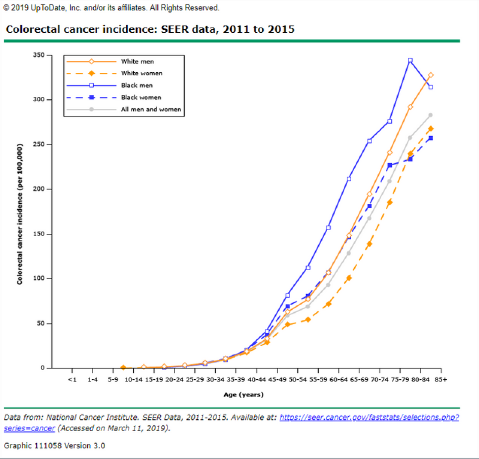 © 2019 UpToDate, Inc. and/or its affiliates. All Rights Reserved.
Colorectal cancer incidence: SEER data, 2011 to 2015
White men
White women
Black men
Black women
All men and women
Colorectal cancer incidence (per 100,000)
350
300
250
200
150
100
50
0
<1 1-4 5-9 10-14 15-19 20-24 25-29 30-34 35-39 40-44 45-49 50-54 55-59 60-64 65-69 70-74 75-79 80-84 85+
Age (years)
Data from: National Cancer Institute. SEER Data, 2011-2015. Available at: https://seer.cancer.gov/faststats/selections.php?
series=cancer (Accessed on March 11, 2019).
Graphic 111058 Version 3.0